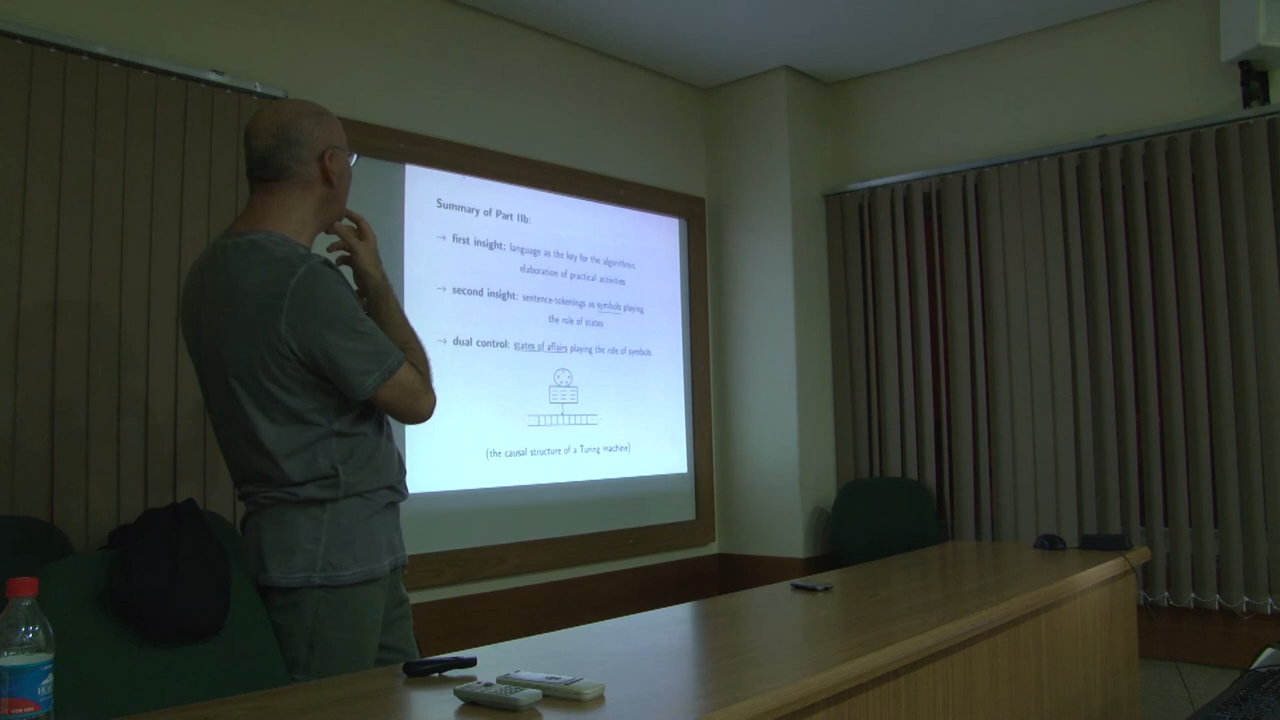 Summary of Part IIb:
→ first insight: language as the key for the algorithmic
elaboration of practical activities
→ second insight: sentence-tokenings as symbols playing
the role of states
→ dual control: states of affairs playing the role of symbols
(the causal structure of a Turing machine)